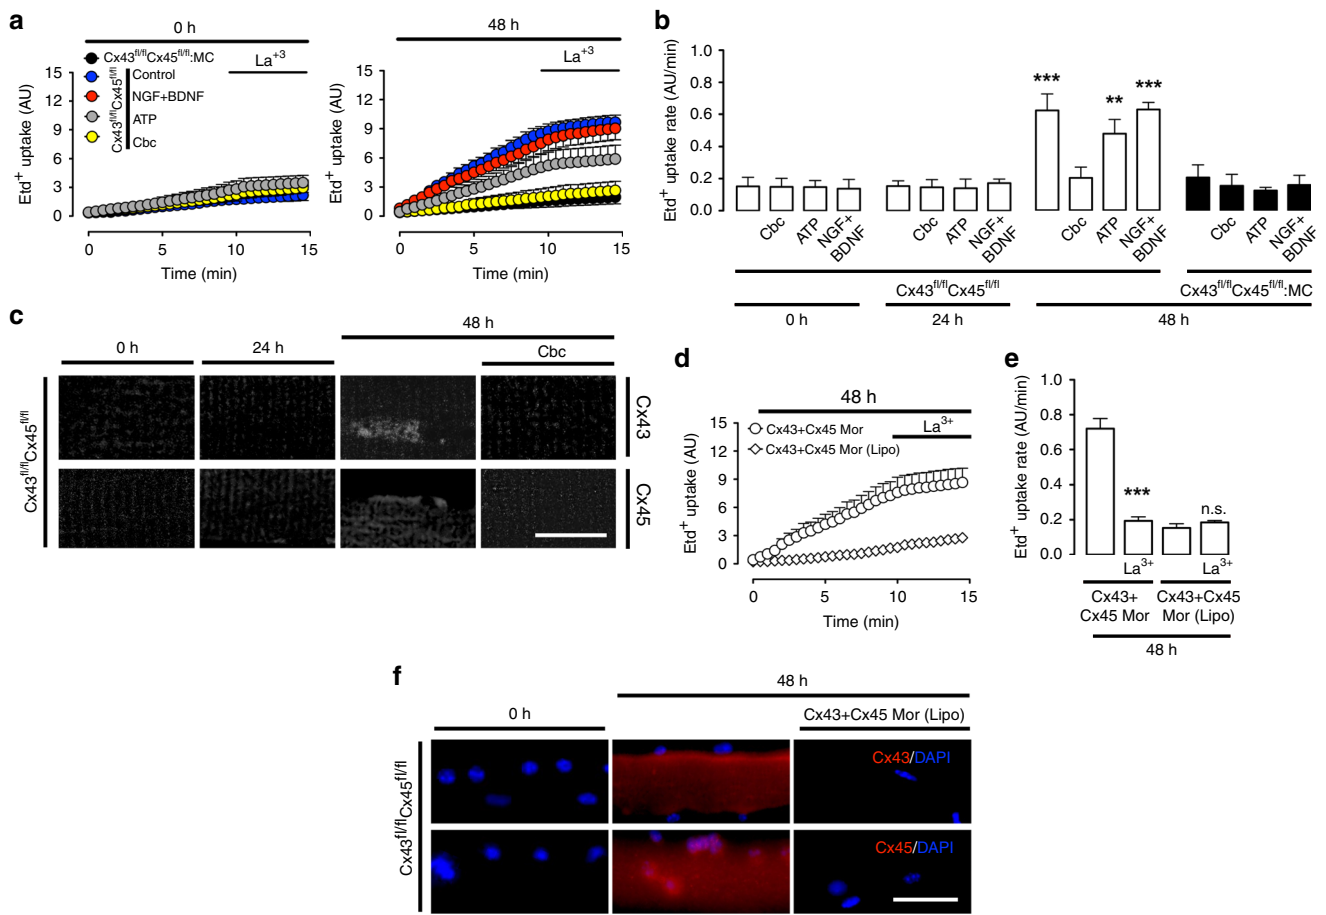 a
0 h
Cx43fl/flCx45fl/fl:MC
Cx43fl/flCx45fl/fl
Control
NGF+BDNF
ATP
Cbc
La+3
Etd+ uptake (AU)
15
12
9
6
3
0
0 5 10 15
Time (min)
48 h
La+3
Etd+ uptake (AU)
15
12
9
6
3
0
0 5 10 15
Time (min)
b
Etd+ uptake rate (AU/min)
1.0
0.8
0.6
0.4
0.2
0.0
*** ** ***
Cbc ATP NGF+ BDNF
Cbc ATP NGF+ BDNF
Cbc ATP NGF+ BDNF
Cbc ATP NGF+ BDNF
Cx43fl/flCx45fl/fl
Cx43fl/flCx45fl/fl:MC
0 h 24 h 48 h
c
48 h
0 h 24 h Cbc
Cx43fl/flCx45fl/fl
Cx43
Cx45
d
48 h
La3+
Cx43+Cx45 Mor
Cx43+Cx45 Mor (Lipo)
Etd+ uptake (AU)
15
12
9
6
3
0
0 5 10 15
Time (min)
e
Etd+ uptake rate (AU/min)
1.0
0.8
0.6
0.4
0.2
0.0
***
n.s.
La3+ La3+
Cx43+
Cx45 Mor
Cx43+Cx45
Mor (Lipo)
48 h
f
48 h
0 h Cx43+Cx45 Mor (Lipo)
Cx43fl/flCx45fl/fl
Cx43/DAPI
Cx45/DAPI